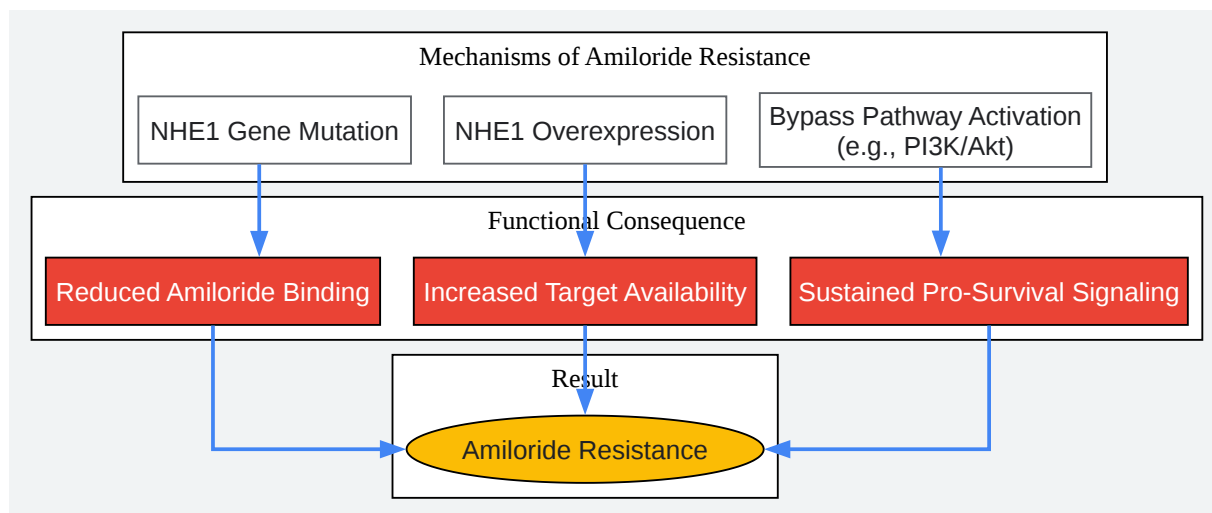 Mechanisms of Amiloride Resistance
NHE1 Gene Mutation
NHE1 Overexpression
Bypass Pathway Activation
(e.g., PI3K/Akt)
Functional Consequence
Reduced Amiloride Binding
Increased Target Availability
Sustained Pro-Survival Signaling
Result
Amiloride Resistance